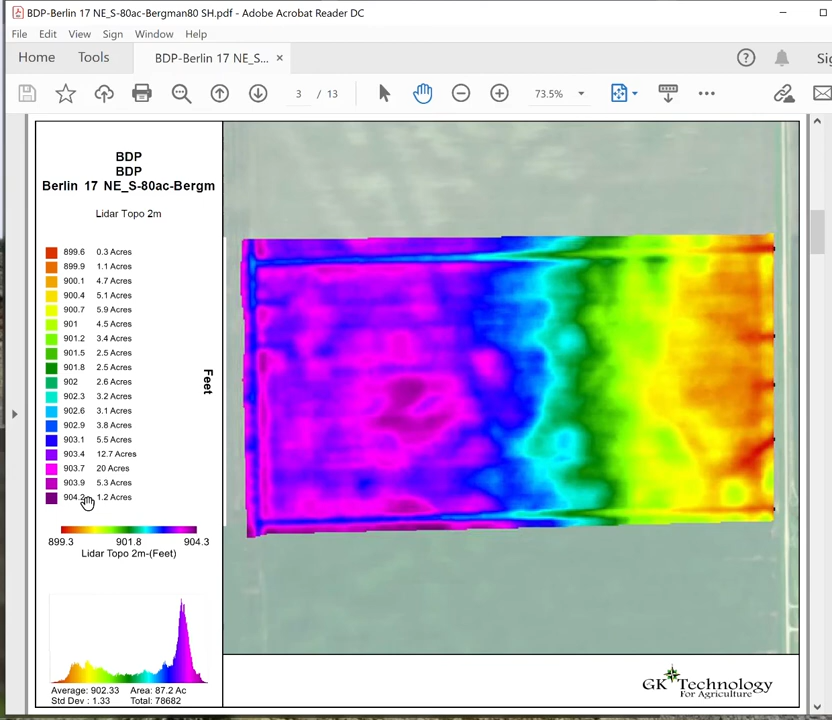 BDP-Berlin 17 NE_S-80ac-Bergman80 SH.pdf - Adobe Acrobat Reader DC
File Edit View Sign Window Help
Home Tools BDP-Berlin 17 NE_S... × ? Sig
3 / 13 73.5%
BDP
BDP
Berlin 17 NE_S-80ac-Bergm
Lidar Topo 2m
899.6 0.3 Acres
899.9 1.1 Acres
900.1 4.7 Acres
900.4 5.1 Acres
900.7 5.9 Acres
901 4.5 Acres
901.2 3.4 Acres
901.5 2.5 Acres
901.8 2.5 Acres
902 2.6 Acres
902.3 3.2 Acres
902.6 3.1 Acres
902.9 3.8 Acres
903.1 5.5 Acres
903.4 12.7 Acres
903.7 20 Acres
903.9 5.3 Acres
904.2 1.2 Acres
Feet
899.3 901.8 904.3
Lidar Topo 2m-(Feet)
Average: 902.33 Area: 87.2 Ac
Std Dev : 1.33 Total: 78682
GK Technology
For Agriculture